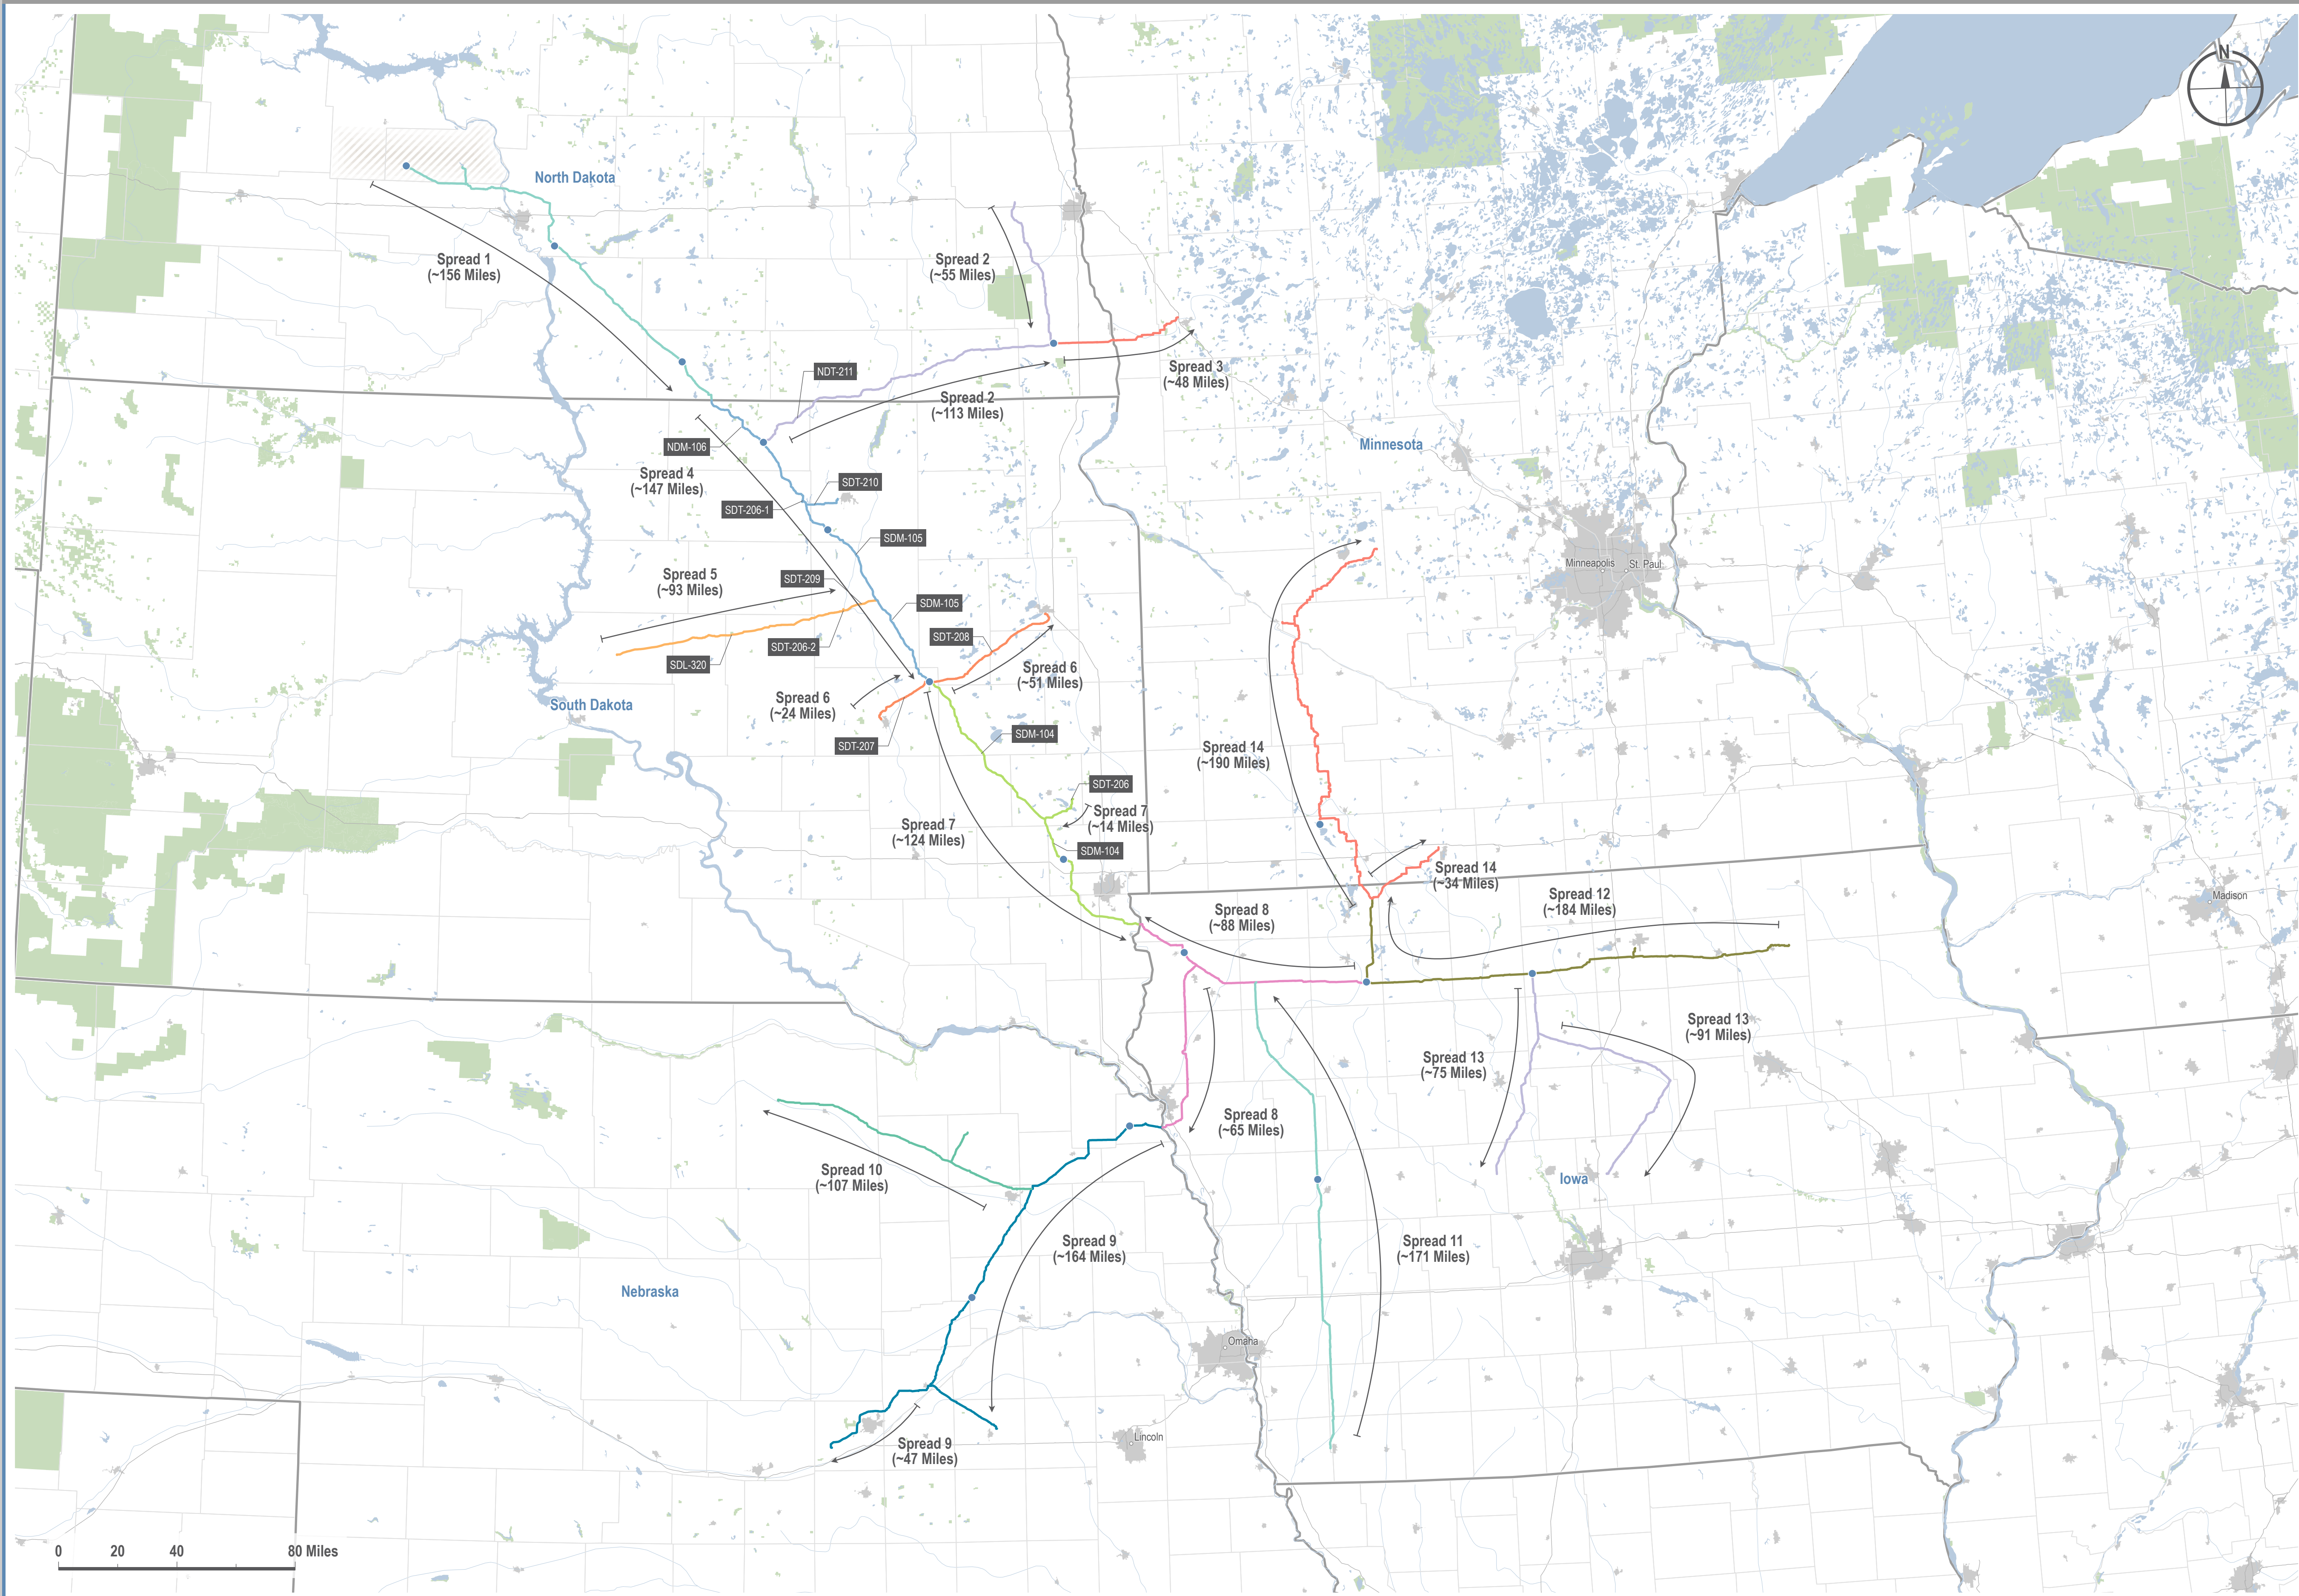 N
North Dakota
Spread 1
(~156 Miles)
Spread 2
(~55 Miles)
NDT-211
Spread 3
(~48 Miles)
Spread 2
(~113 Miles)
NDM-106
Minnesota
Spread 4
(~147 Miles)
SDT-210
SDT-206-1
SDM-105
Minneapolis
St. Paul
Spread 5
(~93 Miles)
SDT-209
SDM-105
SDT-208
SDT-206-2
SDL-320
Spread 6
(~51 Miles)
South Dakota
Spread 6
(~24 Miles)
SDM-104
SDT-207
Spread 14
(~190 Miles)
SDT-206
Spread 7
(~14 Miles)
Spread 7
(~124 Miles)
SDM-104
Spread 14
(~34 Miles)
Madison
Spread 12
(~184 Miles)
Spread 8
(~88 Miles)
Spread 13
(~91 Miles)
Spread 13
(~75 Miles)
Spread 8
(~65 Miles)
Spread 10
(~107 Miles)
Iowa
Spread 9
(~164 Miles)
Spread 11
(~171 Miles)
Nebraska
Omaha
Lincoln
Spread 9
(~47 Miles)
0 20 40 80 Miles